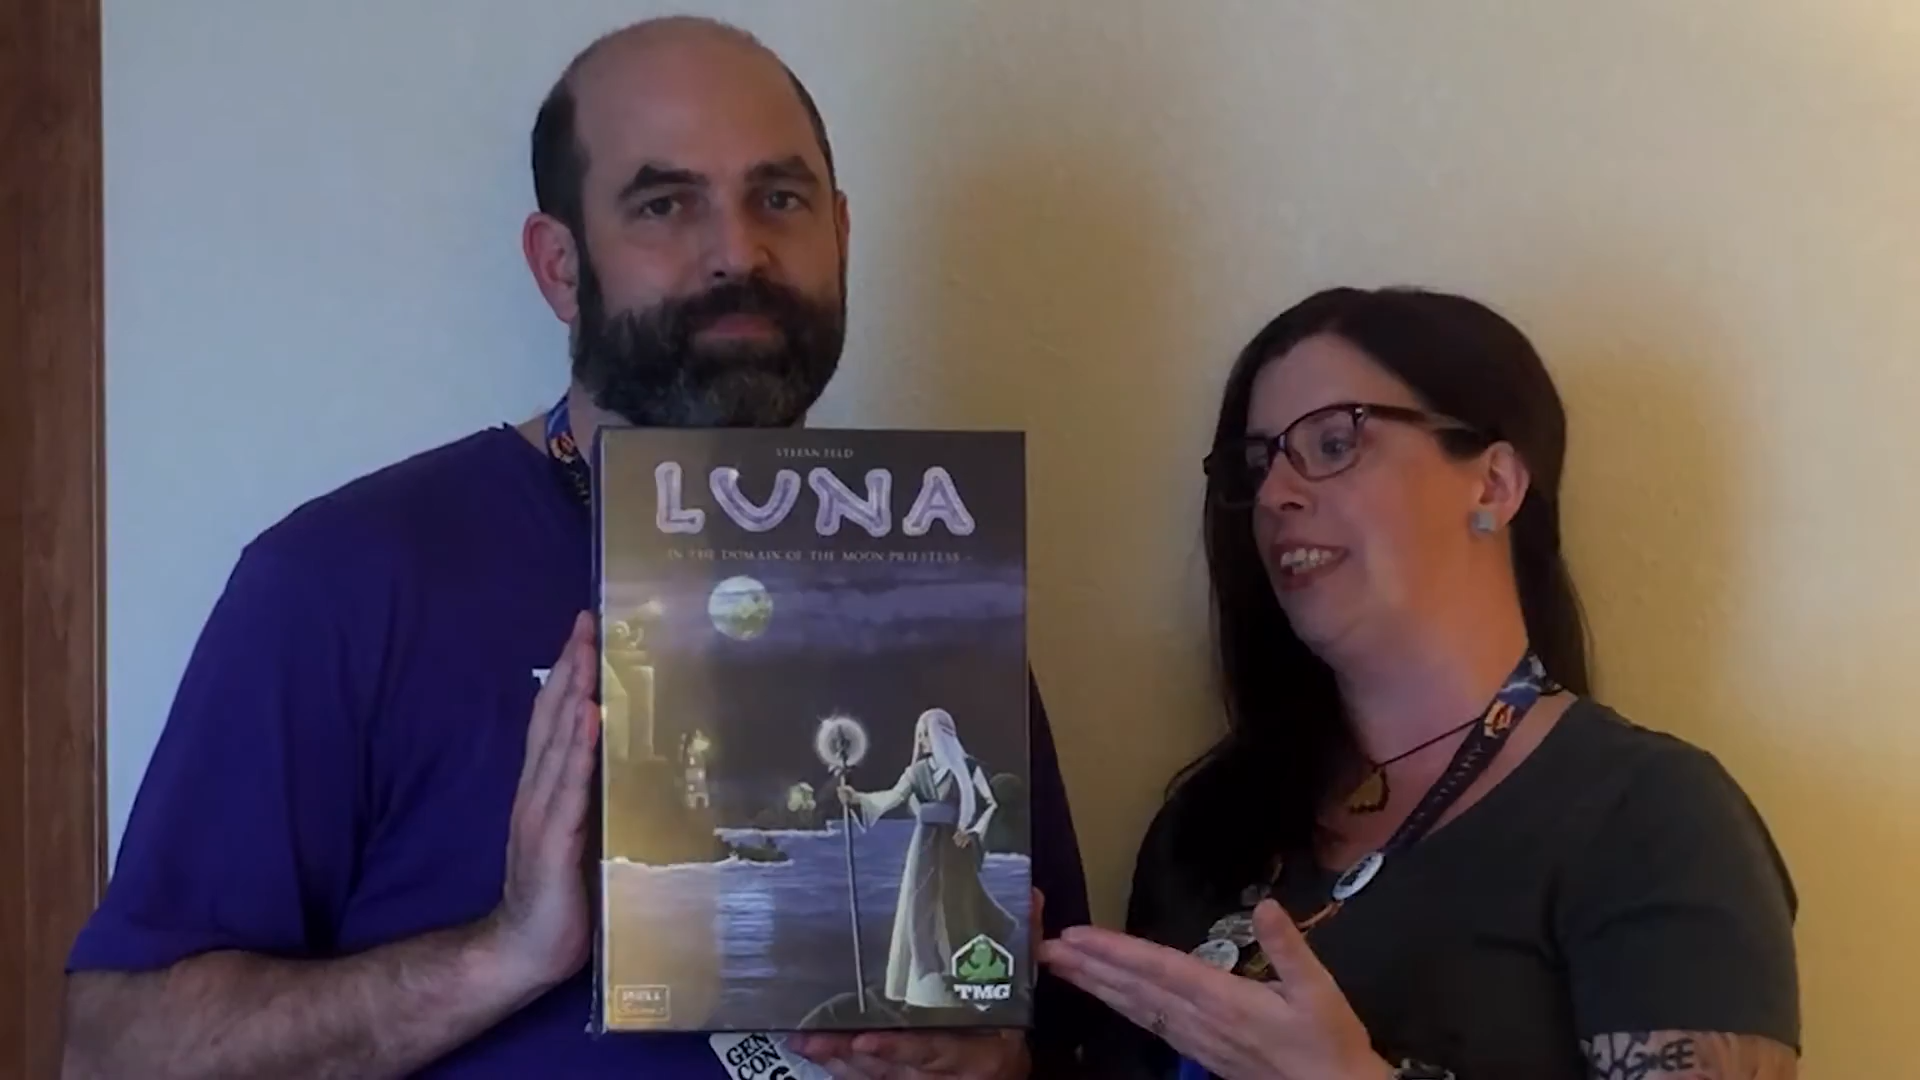 STEFAN FELD
LUNA
IN THE DOMAIN OF THE MOON PRIESTESS
TMG
GEN
CON